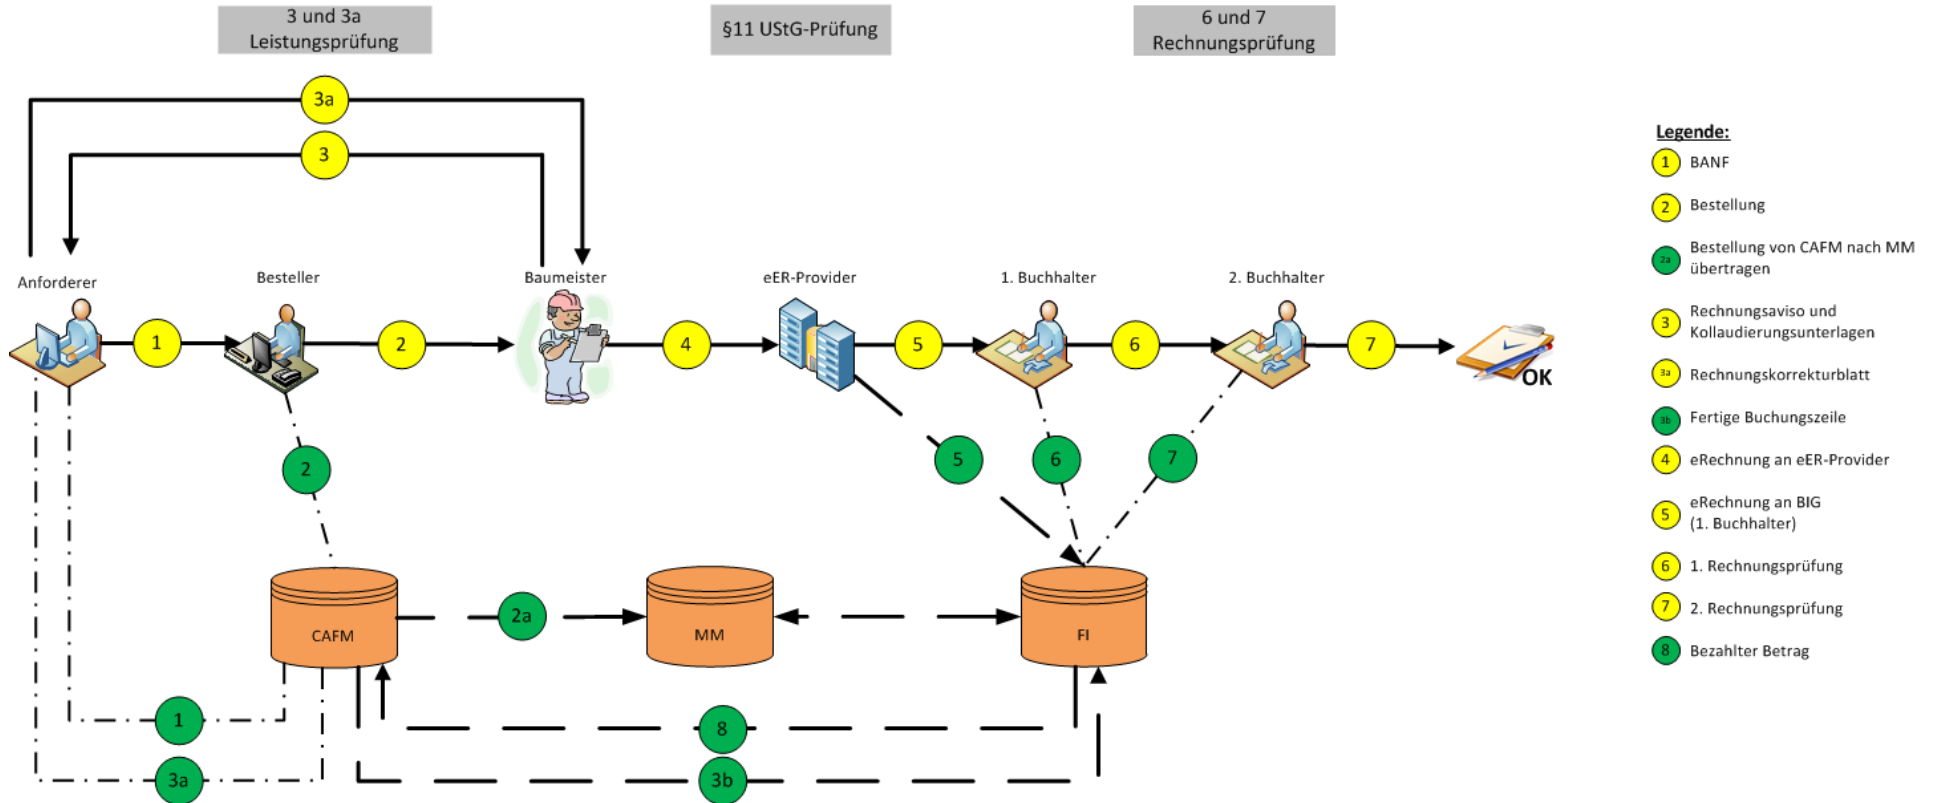 3 und 3a
Leistungsprüfung
§11 UStG-Prüfung
6 und 7
Rechnungsprüfung
3a
3
Anforderer
Besteller
Baumeister
eER-Provider
1. Buchhalter
2. Buchhalter
1
2
4
5
6
7
OK
2
5
6
7
CAFM
2a
MM
FI
1
8
3a
3b
Legende:
1 BANF
2 Bestellung
2a Bestellung von CAFM nach MM
übertragen
3 Rechnungsaviso und
Kollaudierungsunterlagen
3a Rechnungskorrekturblatt
3b Fertige Buchungszeile
4 eRechnung an eER-Provider
5 eRechnung an BIG
(1. Buchhalter)
6 1. Rechnungsprüfung
7 2. Rechnungsprüfung
8 Bezahlter Betrag